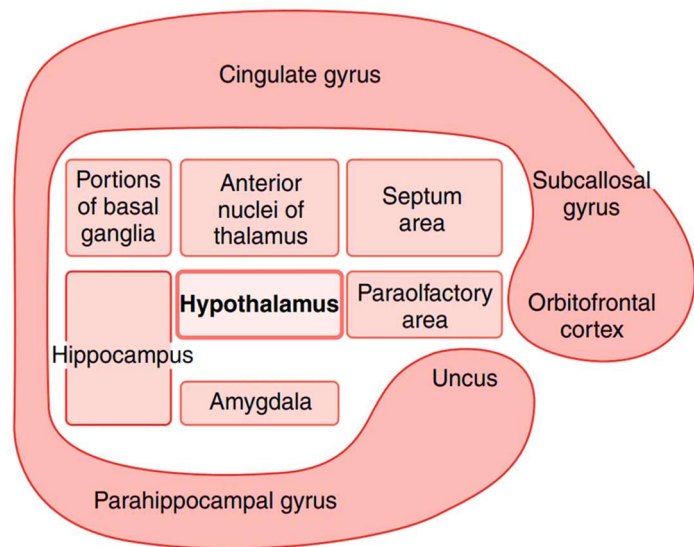 Cingulate gyrus
Portions
of basal
ganglia
Anterior
nuclei of
thalamus
Septum
area
Subcallosal
gyrus
Hippocampus
Hypothalamus
Paraolfactory
area
Orbitofrontal
cortex
Amygdala
Uncus
Parahippocampal gyrus